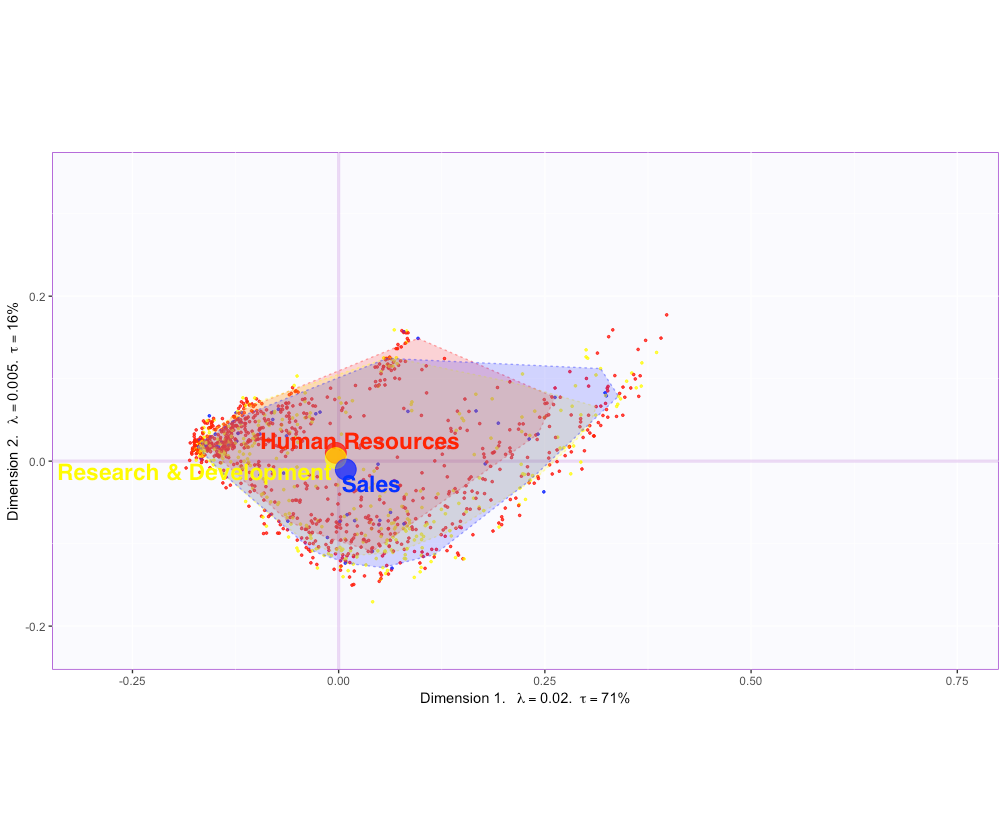 0.2
0.0
-0.2
Dimension 2. λ = 0.005. τ = 16%
Human Resources
Research & Development
Sales
-0.25
0.00
0.25
0.50
0.75
Dimension 1. λ = 0.02. τ = 71%